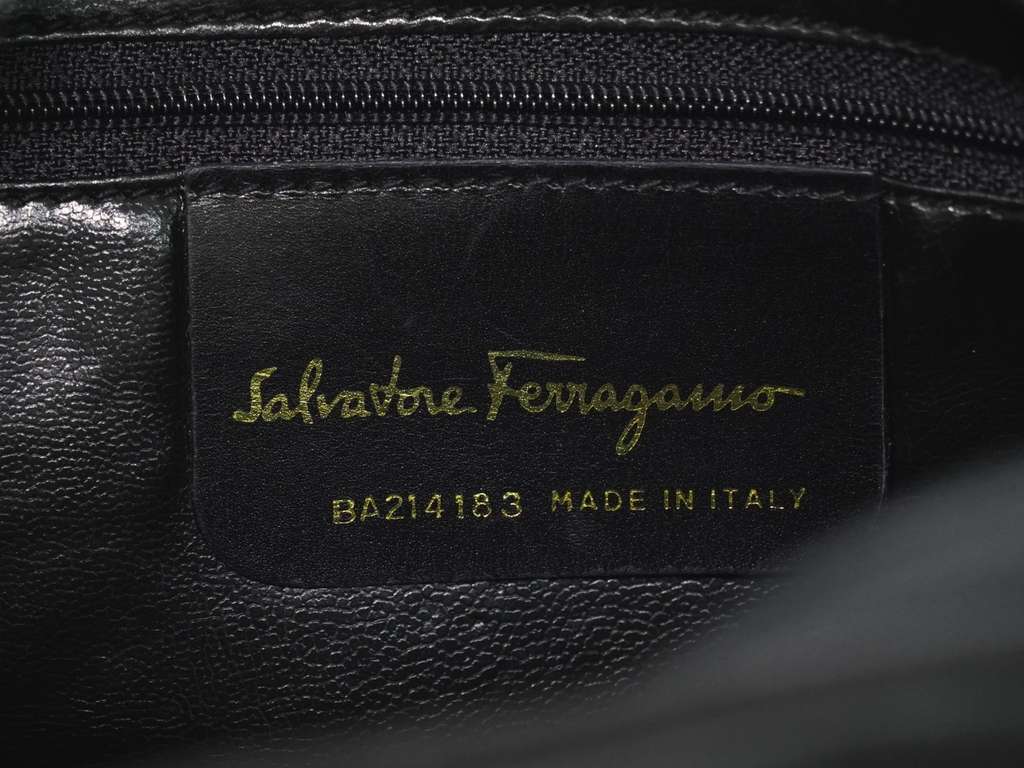 Salvatore Ferragamo
BA214183 MADE IN ITALY